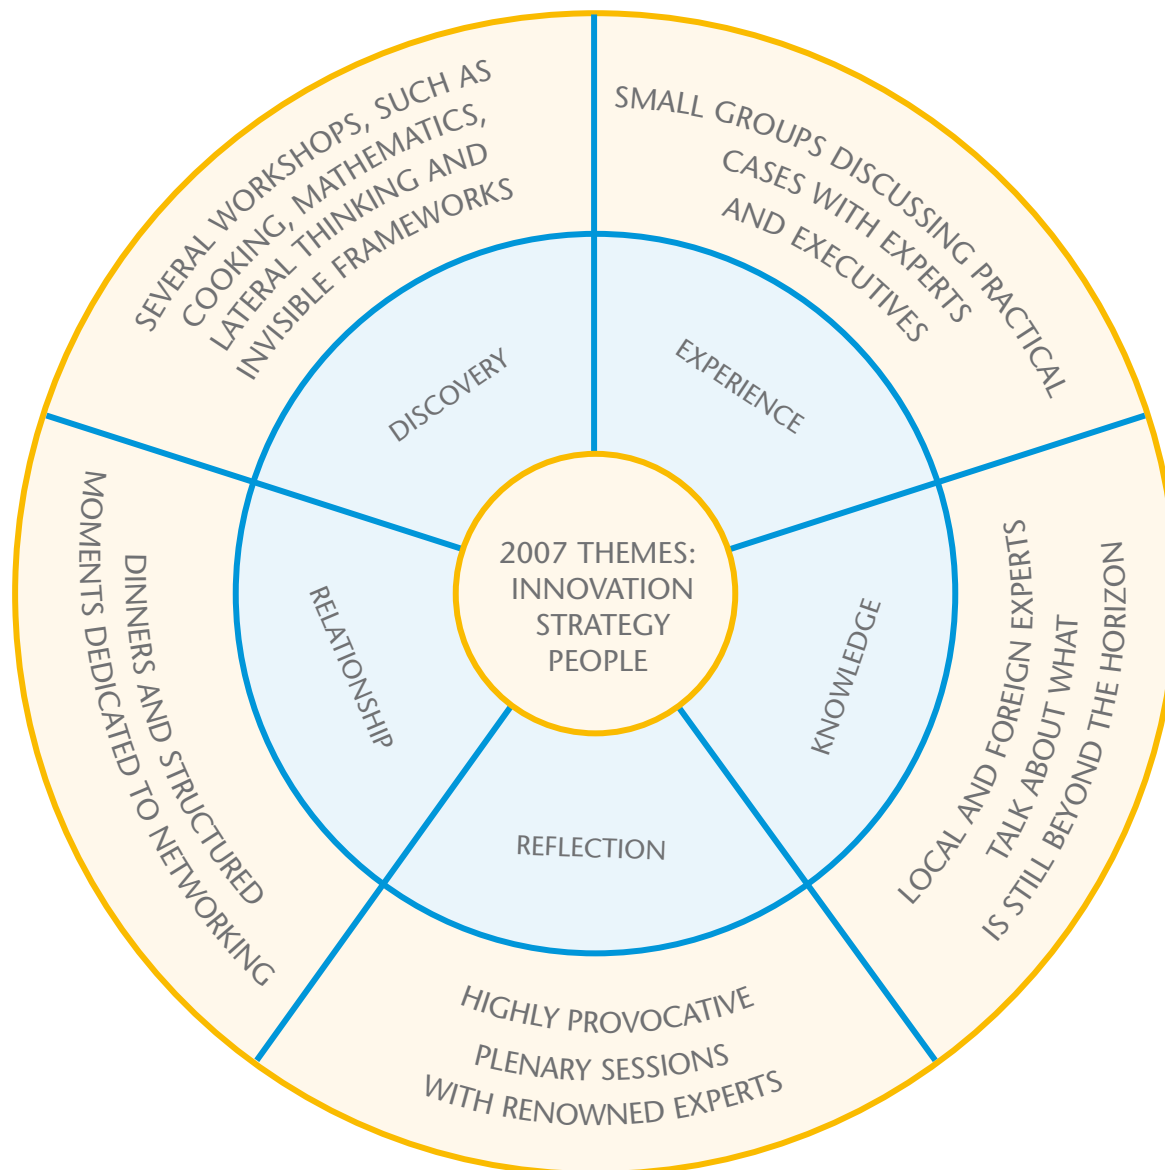 SEVERAL WORKSHOPS, SUCH AS
COOKING, MATHEMATICS,
LATERAL THINKING AND
INVISIBLE FRAMEWORKS
SMALL GROUPS DISCUSSING PRACTICAL
CASES WITH EXPERTS
AND EXECUTIVES
DISCOVERY
EXPERIENCE
2007 THEMES:
INNOVATION
STRATEGY
PEOPLE
RELATIONSHIP
KNOWLEDGE
REFLECTION
DINNERS AND STRUCTURED
MOMENTS DEDICATED TO NETWORKING
LOCAL AND FOREIGN EXPERTS
TALK ABOUT WHAT
IS STILL BEYOND THE HORIZON
HIGHLY PROVOCATIVE
PLENARY SESSIONS
WITH RENOWNED EXPERTS